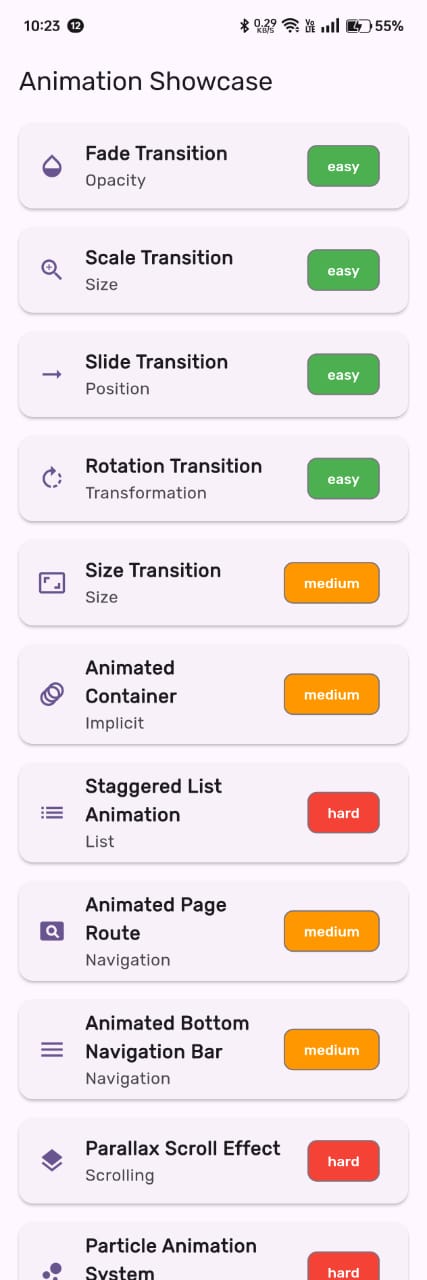 10:23 12 0.29 KB/S Vo LTE 55%
Animation Showcase
Fade Transition
Opacity
easy
Scale Transition
Size
easy
Slide Transition
Position
easy
Rotation Transition
Transformation
easy
Size Transition
Size
medium
Animated
Container
Implicit
medium
Staggered List
Animation
List
hard
Animated Page
Route
Navigation
medium
Animated Bottom
Navigation Bar
Navigation
medium
Parallax Scroll Effect
Scrolling
hard
Particle Animation
System
hard